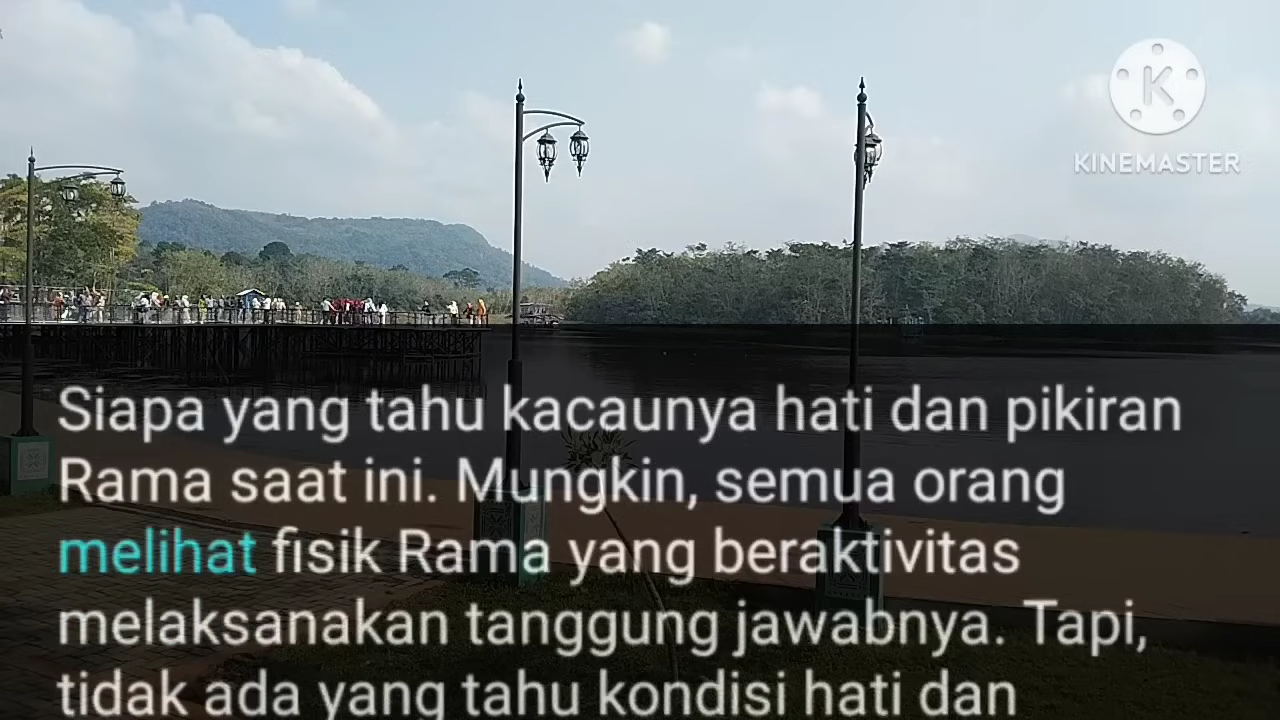 KINEMASTER
Siapa yang tahu kacaunya hati dan pikiran
Rama saat ini. Mungkin, semua orang
melihat fisik Rama yang beraktivitas
melaksanakan tanggung jawabnya. Tapi,
tidak ada yang tahu kondisi hati dan